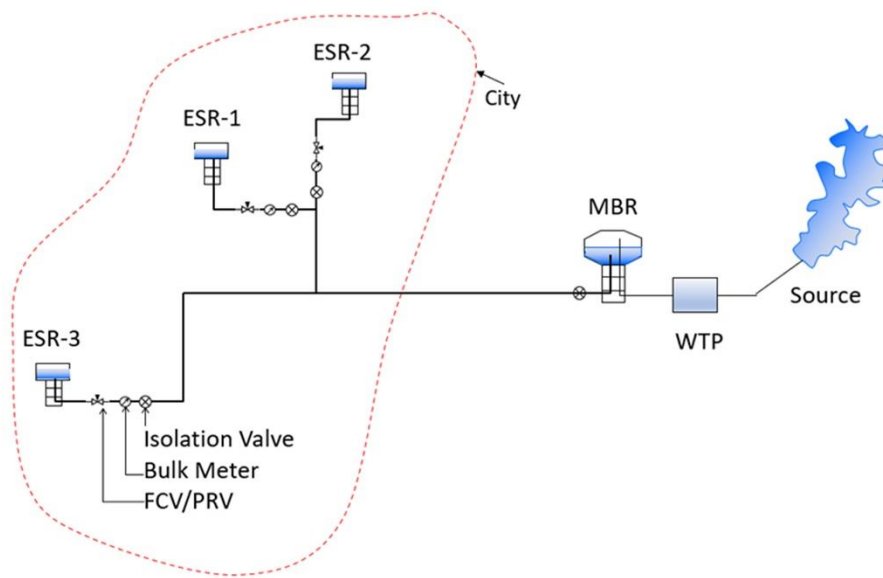 ESR-2
City
ESR-1
MBR
Source
WTP
ESR-3
Isolation Valve
Bulk Meter
FCV/PRV